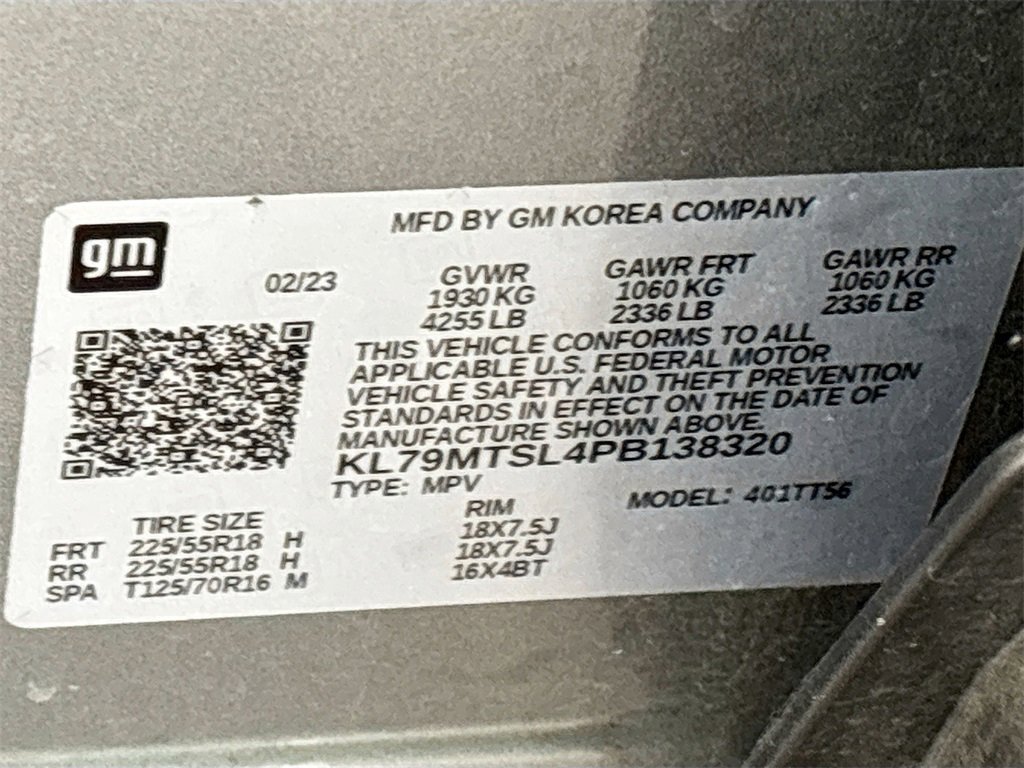 gm
MFD BY GM KOREA COMPANY
02/23
GVWR
1930 KG
4255 LB
GAWR FRT
1060 KG
2336 LB
GAWR RR
1060 KG
2336 LB
THIS VEHICLE CONFORMS TO ALL
APPLICABLE U.S. FEDERAL MOTOR
VEHICLE SAFETY AND THEFT PREVENTION
STANDARDS IN EFFECT ON THE DATE OF
MANUFACTURE SHOWN ABOVE.
KL79MTSL4PB138320
TYPE: MPV
MODEL: 401TT56
TIRE SIZE RIM
FRT 225/55R18 H 18X7.5J
RR 225/55R18 H 18X7.5J
SPA T125/70R16 M 16X4BT